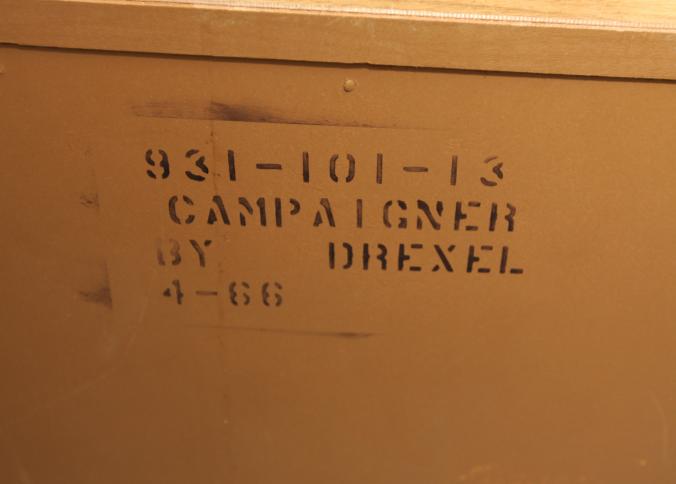 931-101-13
CAMPAIGNER
BY DREXEL
4-66